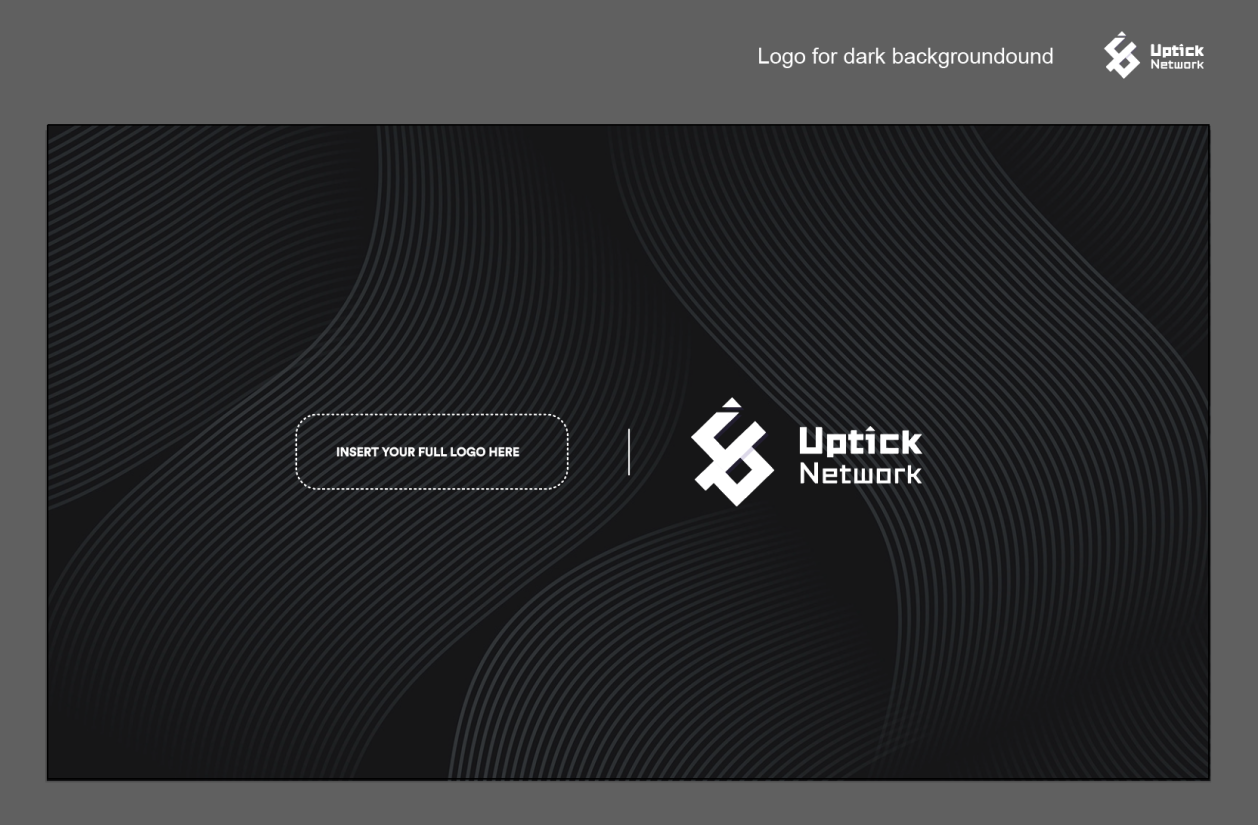 Logo for dark backgroundound
Uptick
Network
INSERT YOUR FULL LOGO HERE
Uptick
Network